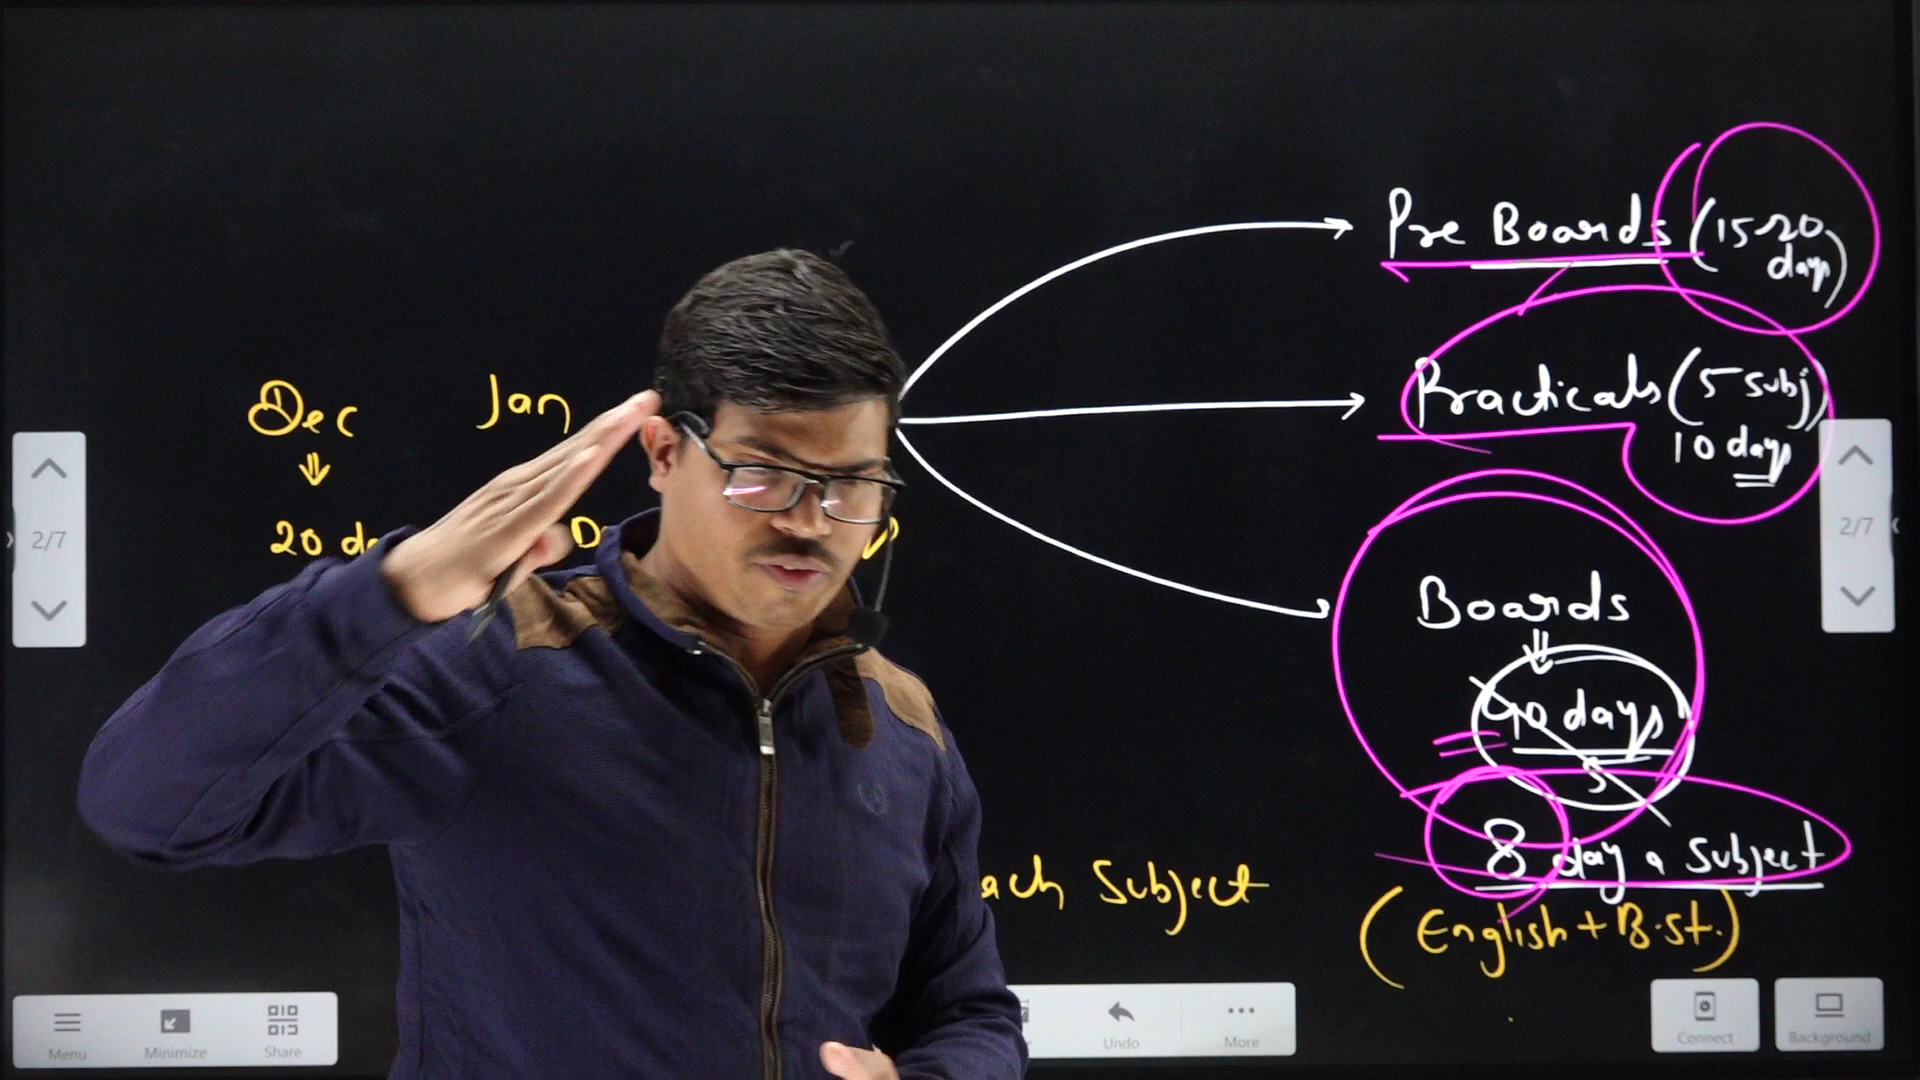 Pre Boards (15-20
days)
Dec
Jan
Practicals (5 subj)
10 days
2/7
2/7
20
D
Boards
40 days
5
8 day a subject
each Subject
(English + B.st.)
Menu
Minimize
Share
Undo
More
Connect
Background